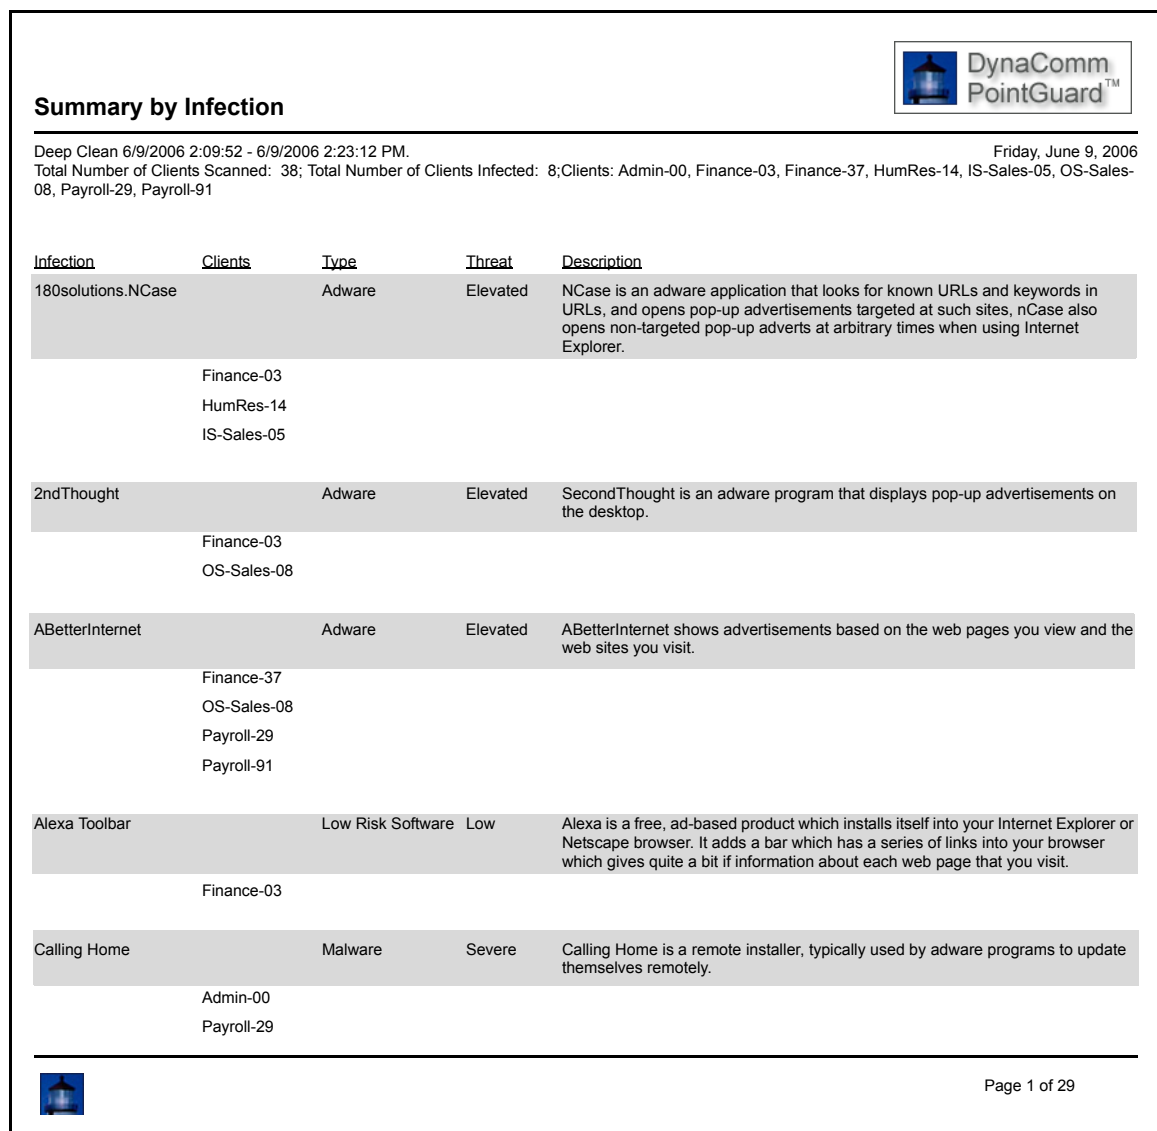 DynaComm
PointGuard™
Summary by Infection
Deep Clean 6/9/2006 2:09:52 - 6/9/2006 2:23:12 PM. Friday, June 9, 2006
Total Number of Clients Scanned: 38; Total Number of Clients Infected: 8;Clients: Admin-00, Finance-03, Finance-37, HumRes-14, IS-Sales-05, OS-Sales-
08, Payroll-29, Payroll-91
Infection Clients Type Threat Description
180solutions.NCase Adware Elevated NCase is an adware application that looks for known URLs and keywords in
URLs, and opens pop-up advertisements targeted at such sites, nCase also
opens non-targeted pop-up adverts at arbitrary times when using Internet
Explorer.
Finance-03
HumRes-14
IS-Sales-05
2ndThought Adware Elevated SecondThought is an adware program that displays pop-up advertisements on
the desktop.
Finance-03
OS-Sales-08
ABetterInternet Adware Elevated ABetterInternet shows advertisements based on the web pages you view and the
web sites you visit.
Finance-37
OS-Sales-08
Payroll-29
Payroll-91
Alexa Toolbar Low Risk Software Low Alexa is a free, ad-based product which installs itself into your Internet Explorer or
Netscape browser. It adds a bar which has a series of links into your browser
which gives quite a bit if information about each web page that you visit.
Finance-03
Calling Home Malware Severe Calling Home is a remote installer, typically used by adware programs to update
themselves remotely.
Admin-00
Payroll-29
Page 1 of 29